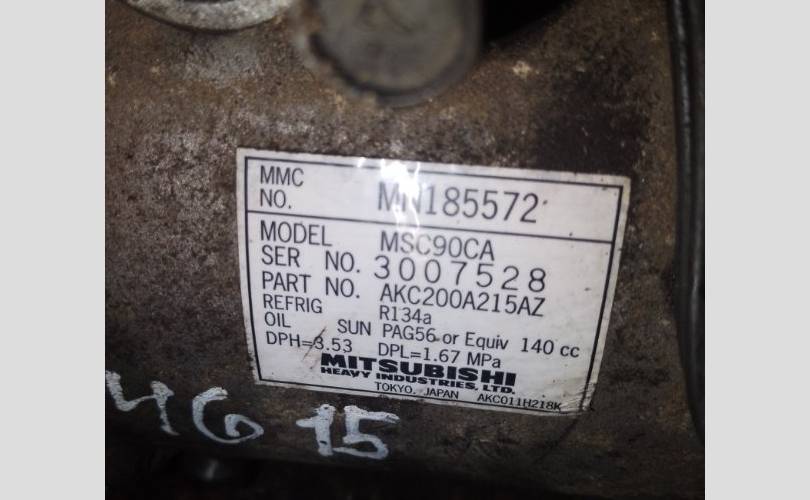 MMC
NO. MN185572
MODEL MSC90CA
SER NO. 3007528
PART NO. AKC200A215AZ
REFRIG R134a
OIL SUN PAG56 or Equiv 140 cc
DPH=3.53 DPL=1.67 MPa
MITSUBISHI
HEAVY INDUSTRIES, LTD.
TOKYO. JAPAN AKC011H218K
4G 15